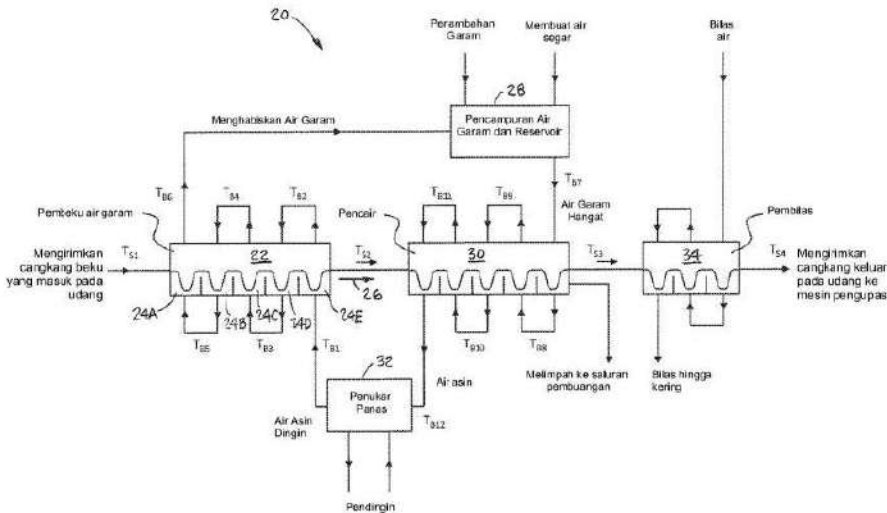 20
Perambahan
Garam
Membuat air
segar
Bilas
air
28
Pencampuran Air
Garam dan Reservoir
Menghabiskan Air Garam
TB6
TB4
TB2
TB11
TB9
TB7
Air Garam
Hangat
Pembeku air garam
Pencair
Pembilas
Mengirimkan
cangkang beku
yang masuk pada
udang
TS1
22
TS2
30
TS3
34
TS4
Mengirimkan
cangkang keluar
pada udang ke
mesin pengupas
26
24A
24B
24C
24D
24E
TB5
TB3
TB1
TB10
TB8
32
Penukar
Panas
Air asin
Melimpah ke saluran
pembuangan
Bilas hingga
kering
Air Asin
Dingin
TB12
Pendingin